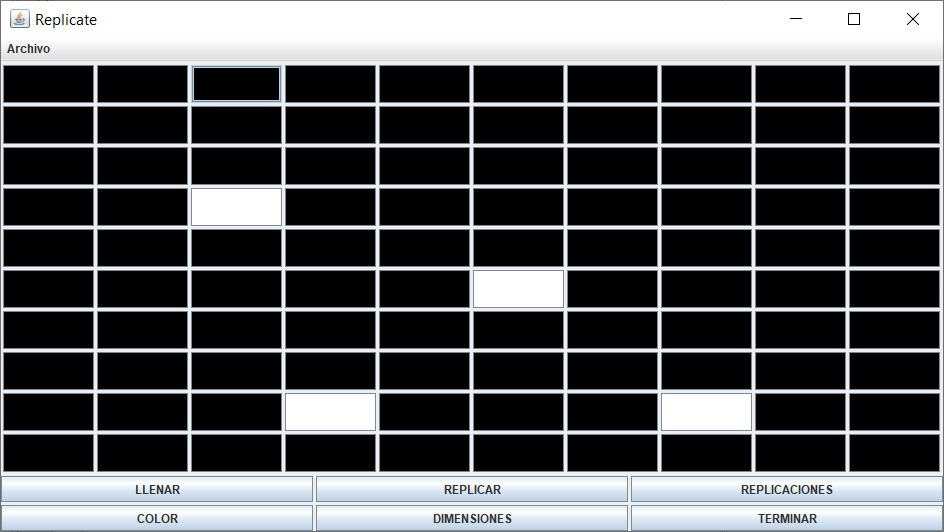 Replicate
Archivo
LLENAR REPLICAR REPLICACIONES
COLOR DIMENSIONES TERMINAR